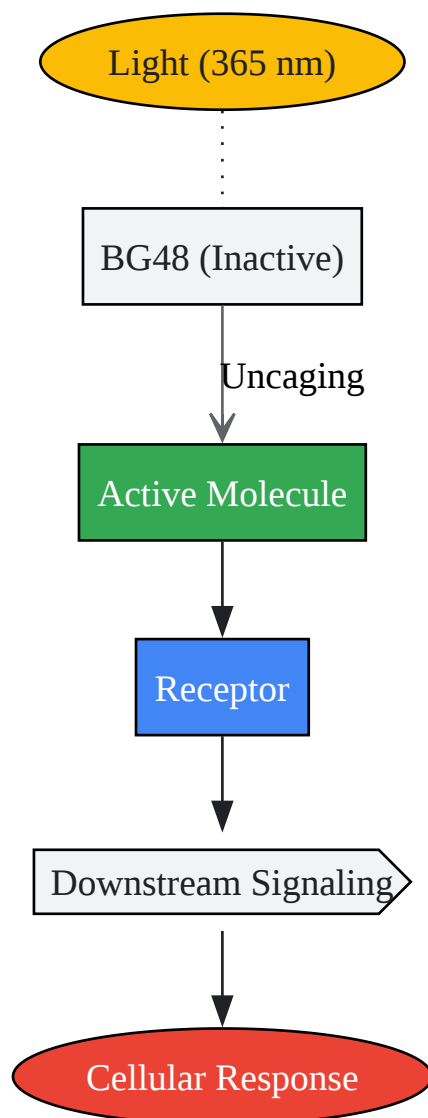 Light (365 nm)
BG48 (Inactive)
Uncaging
Active Molecule
Receptor
Downstream Signaling
Cellular Response